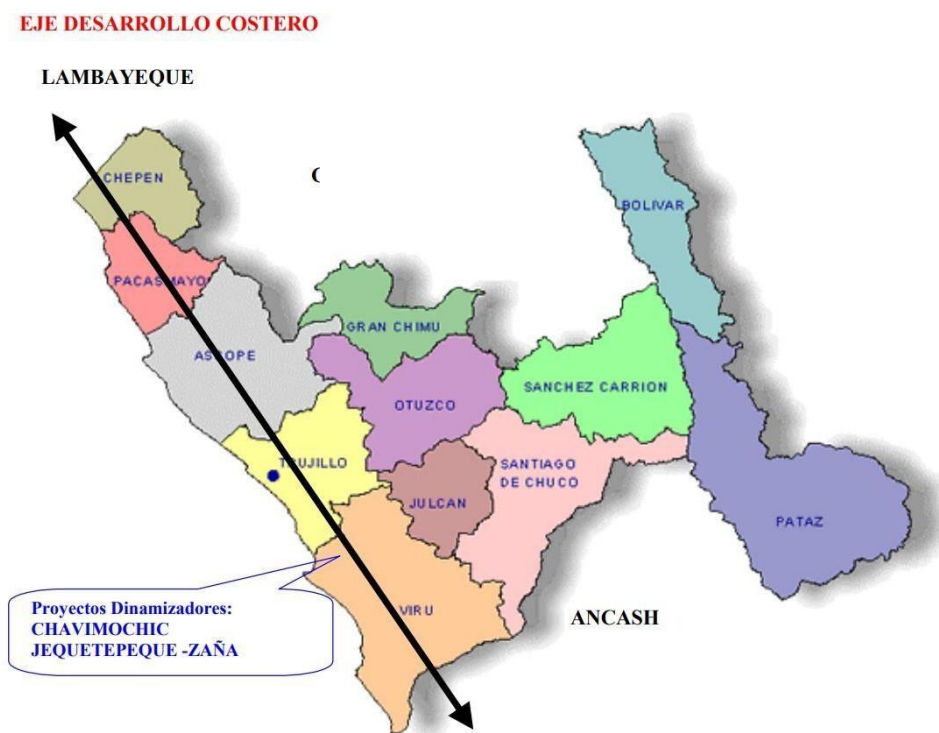 EJE DESARROLLO COSTERO
LAMBAYEQUE
CHEPEN
BOLIVAR
PACASMAYO
GRAN CHIMU
ASCOPE
SANCHEZ CARRION
OTUZCO
TRUJILLO
SANTIAGO
DE CHUCO
JULCAN
PATAZ
VIRU
Proyectos Dinamizadores:
CHAVIMOCHIC
JEQUETEPEQUE -ZAÑA
ANCASH